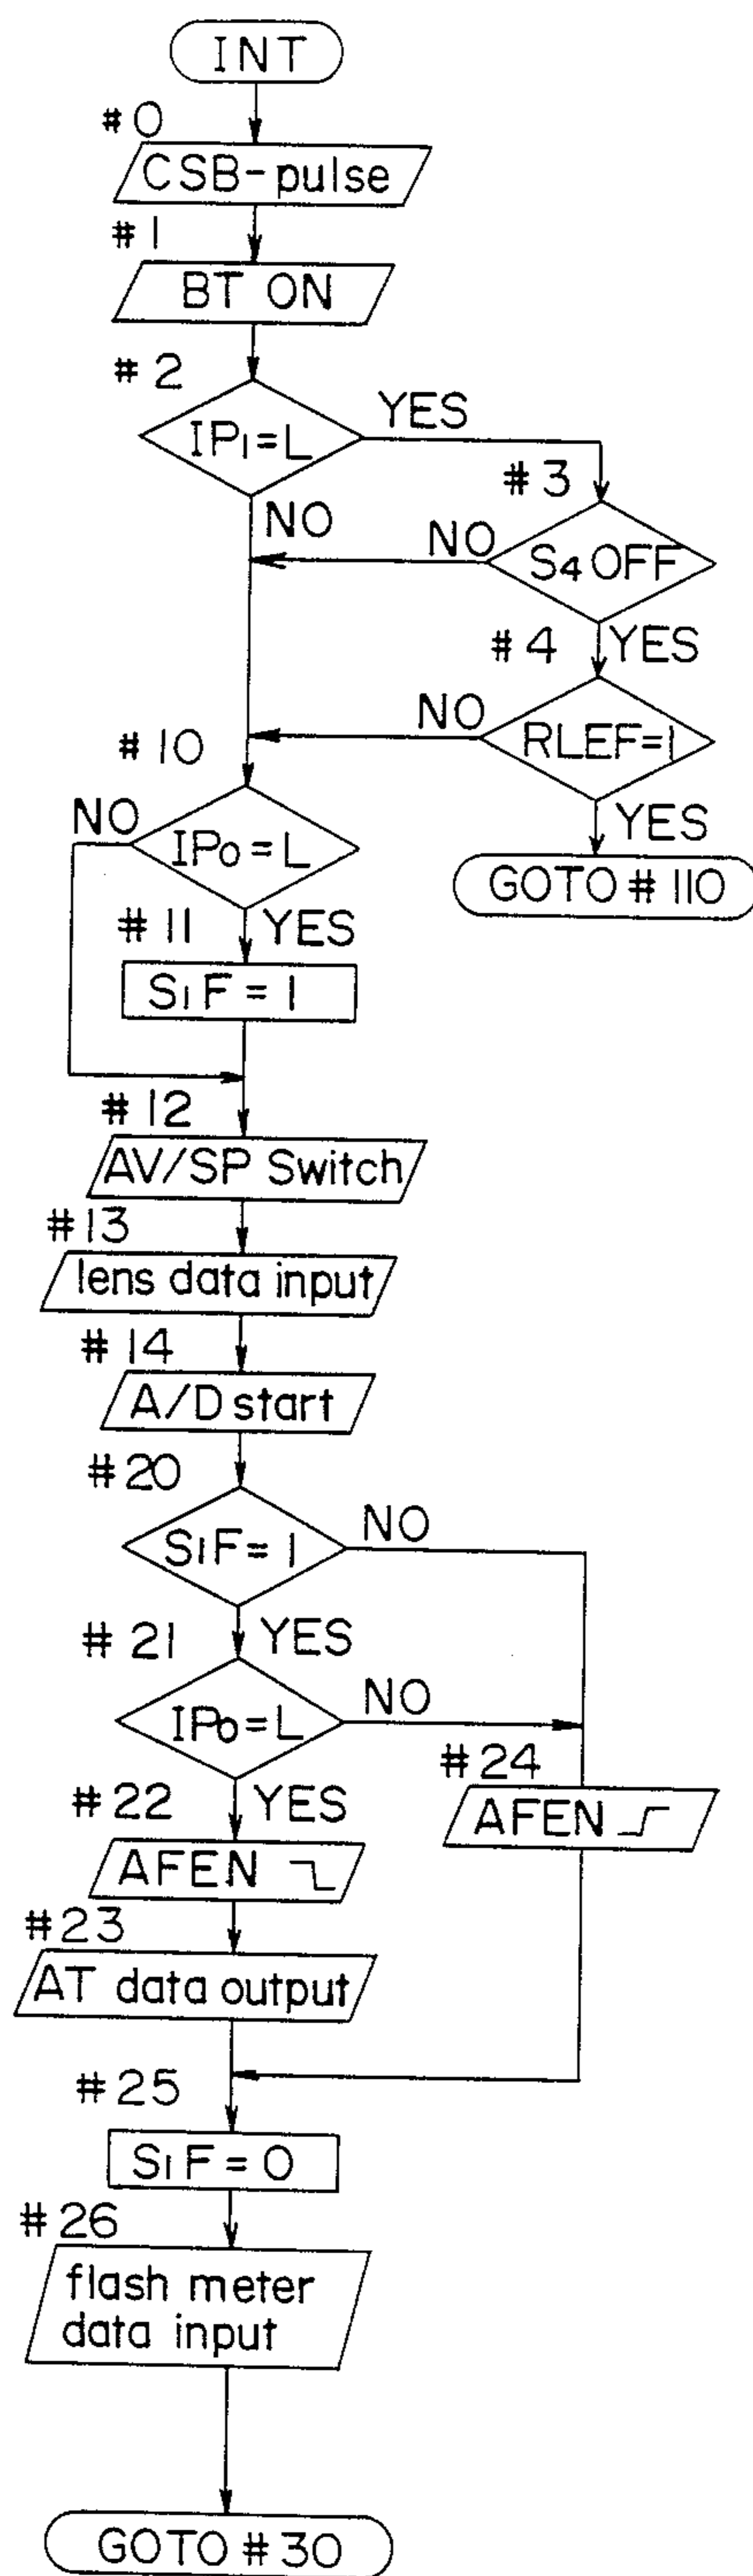 INT
#0
CSB-pulse
#1
BT ON
#2
IP₁=L
YES
NO
#3
S₄ OFF
NO
YES
#4
RLEF=1
NO
YES
GOTO #110
#10
NO
IP₀=L
YES
#11
S₁F=1
#12
AV/SP Switch
#13
lens data input
#14
A/D start
#20
S₁F=1
NO
YES
#21
IP₀=L
NO
YES
#24
AFEN
#22
AFEN
#23
AT data output
#25
S₁F=0
#26
flash meter
data input
GOTO #30